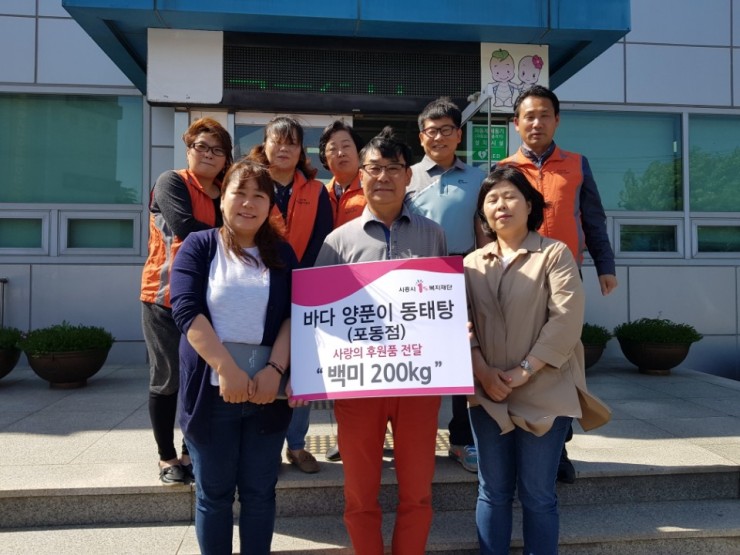 시흥시 1% 복지재단
바다 양푼이 동태탕
(포동점)
사랑의 후원품 전달
“ 백미 200kg ”